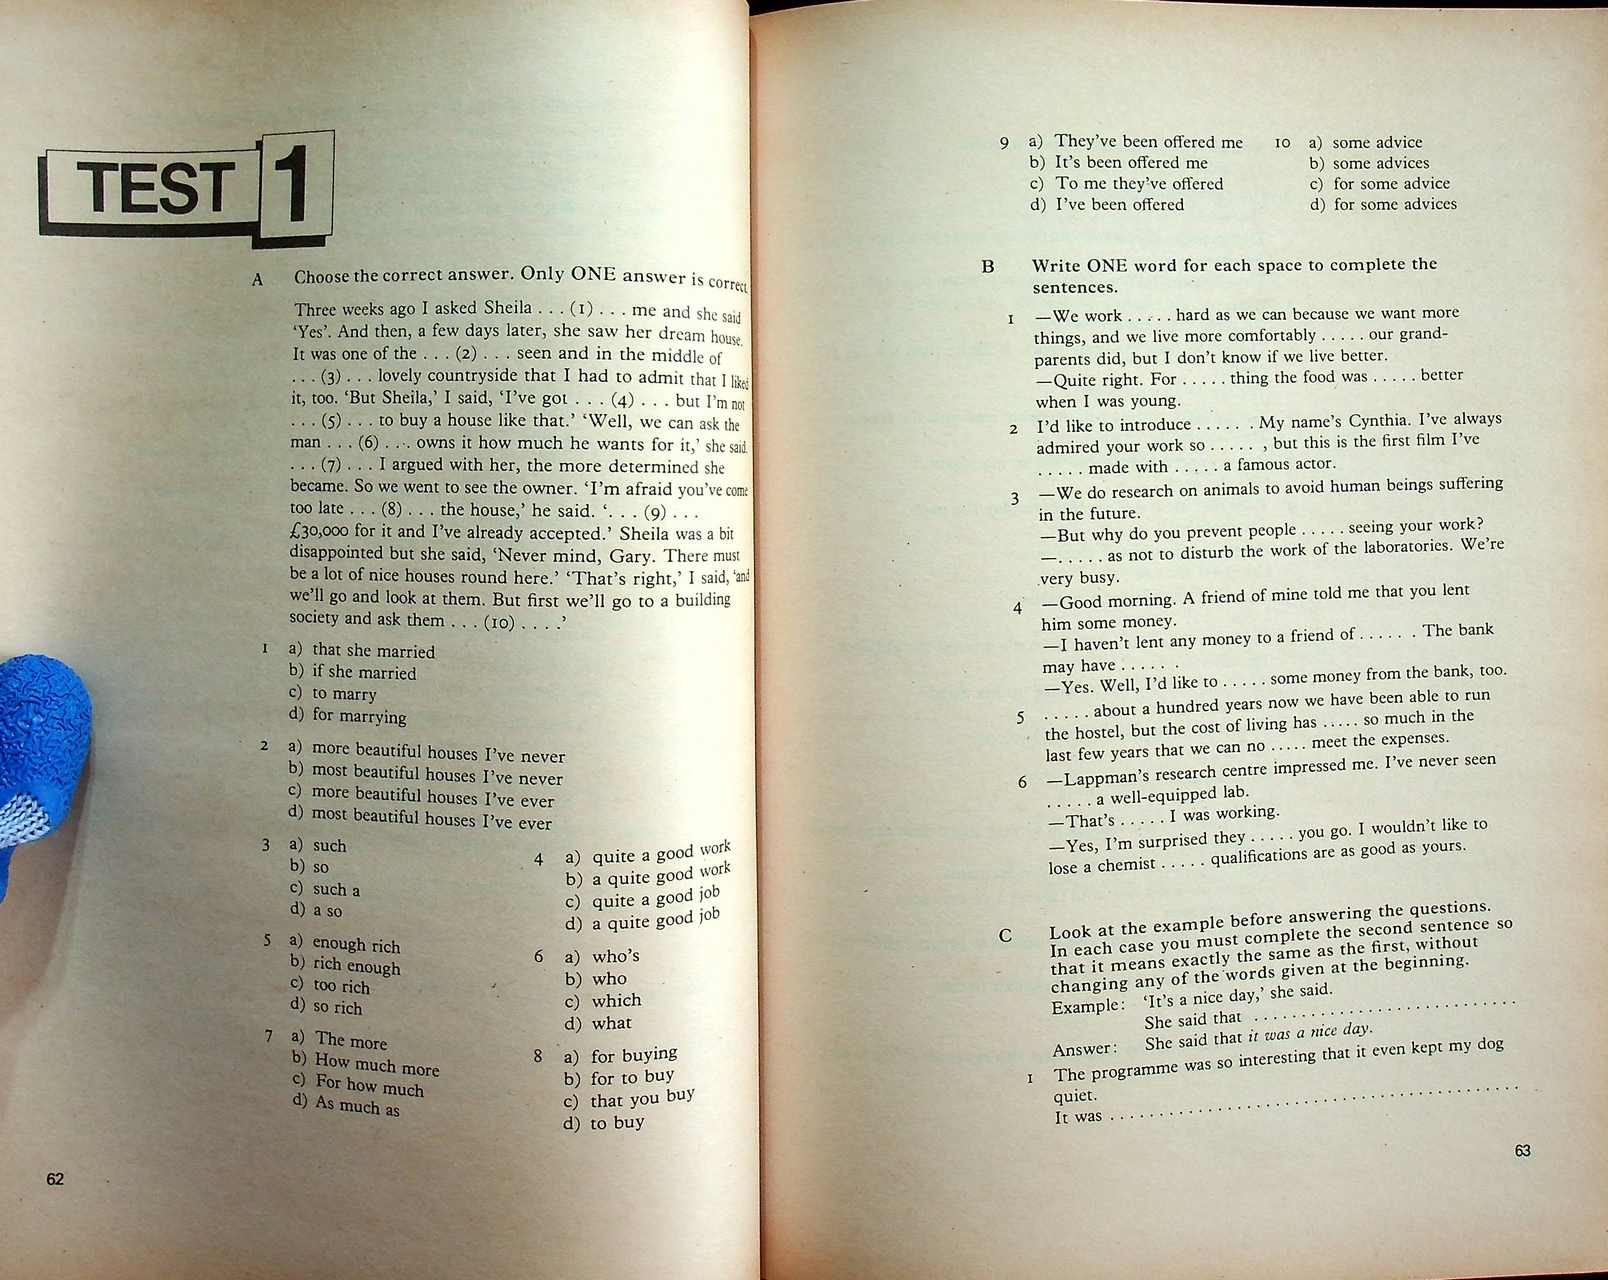 TEST 1
A Choose the correct answer. Only ONE answer is correct.
Three weeks ago I asked Sheila . . . (1) . . . me and she said
‘Yes’. And then, a few days later, she saw her dream house.
It was one of the . . . (2) . . . seen and in the middle of
. . . (3) . . . lovely countryside that I had to admit that I liked
it, too. ‘But Sheila,’ I said, ‘I’ve got . . . (4) . . . but I’m not
. . . (5) . . . to buy a house like that.’ ‘Well, we can ask the
man . . . (6) . . . owns it how much he wants for it,’ she said.
. . . (7) . . . I argued with her, the more determined she
became. So we went to see the owner. ‘I’m afraid you’ve come
too late . . . (8) . . . the house,’ he said. ‘. . . (9) . . .
£30,000 for it and I’ve already accepted.’ Sheila was a bit
disappointed but she said, ‘Never mind, Gary. There must
be a lot of nice houses round here.’ ‘That’s right,’ I said, ‘and
we’ll go and look at them. But first we’ll go to a building
society and ask them . . . (10) . . . .’
1 a) that she married
b) if she married
c) to marry
d) for marrying
2 a) more beautiful houses I’ve never
b) most beautiful houses I’ve never
c) more beautiful houses I’ve ever
d) most beautiful houses I’ve ever
3 a) such
b) so
c) such a
d) a so
4 a) quite a good work
b) a quite good work
c) quite a good job
d) a quite good job
5 a) enough rich
b) rich enough
c) too rich
d) so rich
6 a) who’s
b) who
c) which
d) what
7 a) The more
b) How much more
c) For how much
d) As much as
8 a) for buying
b) for to buy
c) that you buy
d) to buy
62
9 a) They’ve been offered me
b) It’s been offered me
c) To me they’ve offered
d) I’ve been offered
10 a) some advice
b) some advices
c) for some advice
d) for some advices
B Write ONE word for each space to complete the
sentences.
1 —We work . . . . . hard as we can because we want more
things, and we live more comfortably . . . . . our grand-
parents did, but I don’t know if we live better.
—Quite right. For . . . . . thing the food was . . . . . better
when I was young.
2 I’d like to introduce . . . . . . My name’s Cynthia. I’ve always
admired your work so . . . . . . , but this is the first film I’ve
. . . . . made with . . . . . a famous actor.
3 —We do research on animals to avoid human beings suffering
in the future.
—But why do you prevent people . . . . . seeing your work?
—. . . . . as not to disturb the work of the laboratories. We’re
very busy.
4 —Good morning. A friend of mine told me that you lent
him some money.
—I haven’t lent any money to a friend of . . . . . . The bank
may have . . . . . .
—Yes. Well, I’d like to . . . . . some money from the bank, too.
5 . . . . . about a hundred years now we have been able to run
the hostel, but the cost of living has . . . . . so much in the
last few years that we can no . . . . . meet the expenses.
6 —Lappman’s research centre impressed me. I’ve never seen
. . . . . a well-equipped lab.
—That’s . . . . . I was working.
—Yes, I’m surprised they . . . . . you go. I wouldn’t like to
lose a chemist . . . . . qualifications are as good as yours.
C Look at the example before answering the questions.
In each case you must complete the second sentence so
that it means exactly the same as the first, without
changing any of the words given at the beginning.
Example: ‘It’s a nice day,’ she said.
She said that . . . . . . . . . . . . . . . . . . . . . . . . . . . .
Answer: She said that it was a nice day.
1 The programme was so interesting that it even kept my dog
quiet.
It was . . . . . . . . . . . . . . . . . . . . . . . . . . . . . . . . . . . . . . . . . .
63